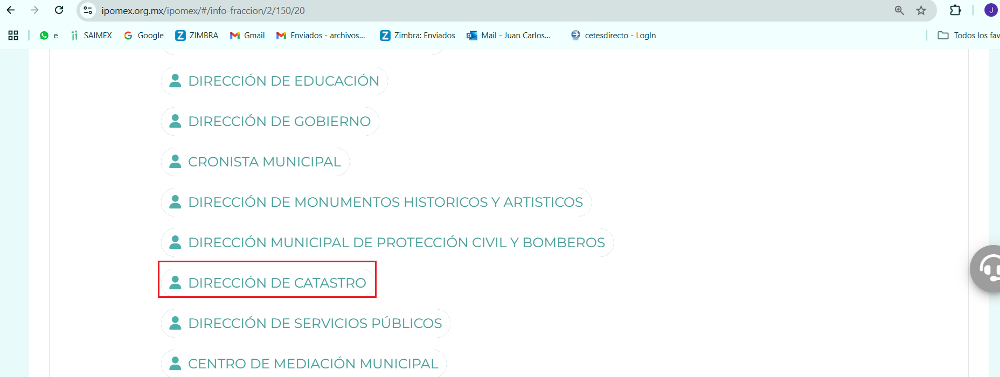 ipomex.org.mx/ipomex/#/info-fraccion/2/150/20
J
e
SAIMEX
Google
ZIMBRA
Gmail
Enviados - archivos...
Zimbra: Enviados
Mail - Juan Carlos...
cetesdirecto - LogIn
Todos los fav
DIRECCIÓN DE EDUCACIÓN
DIRECCIÓN DE GOBIERNO
CRONISTA MUNICIPAL
DIRECCIÓN DE MONUMENTOS HISTORICOS Y ARTISTICOS
DIRECCIÓN MUNICIPAL DE PROTECCIÓN CIVIL Y BOMBEROS
DIRECCIÓN DE CATASTRO
DIRECCIÓN DE SERVICIOS PÚBLICOS
CENTRO DE MEDIACIÓN MUNICIPAL